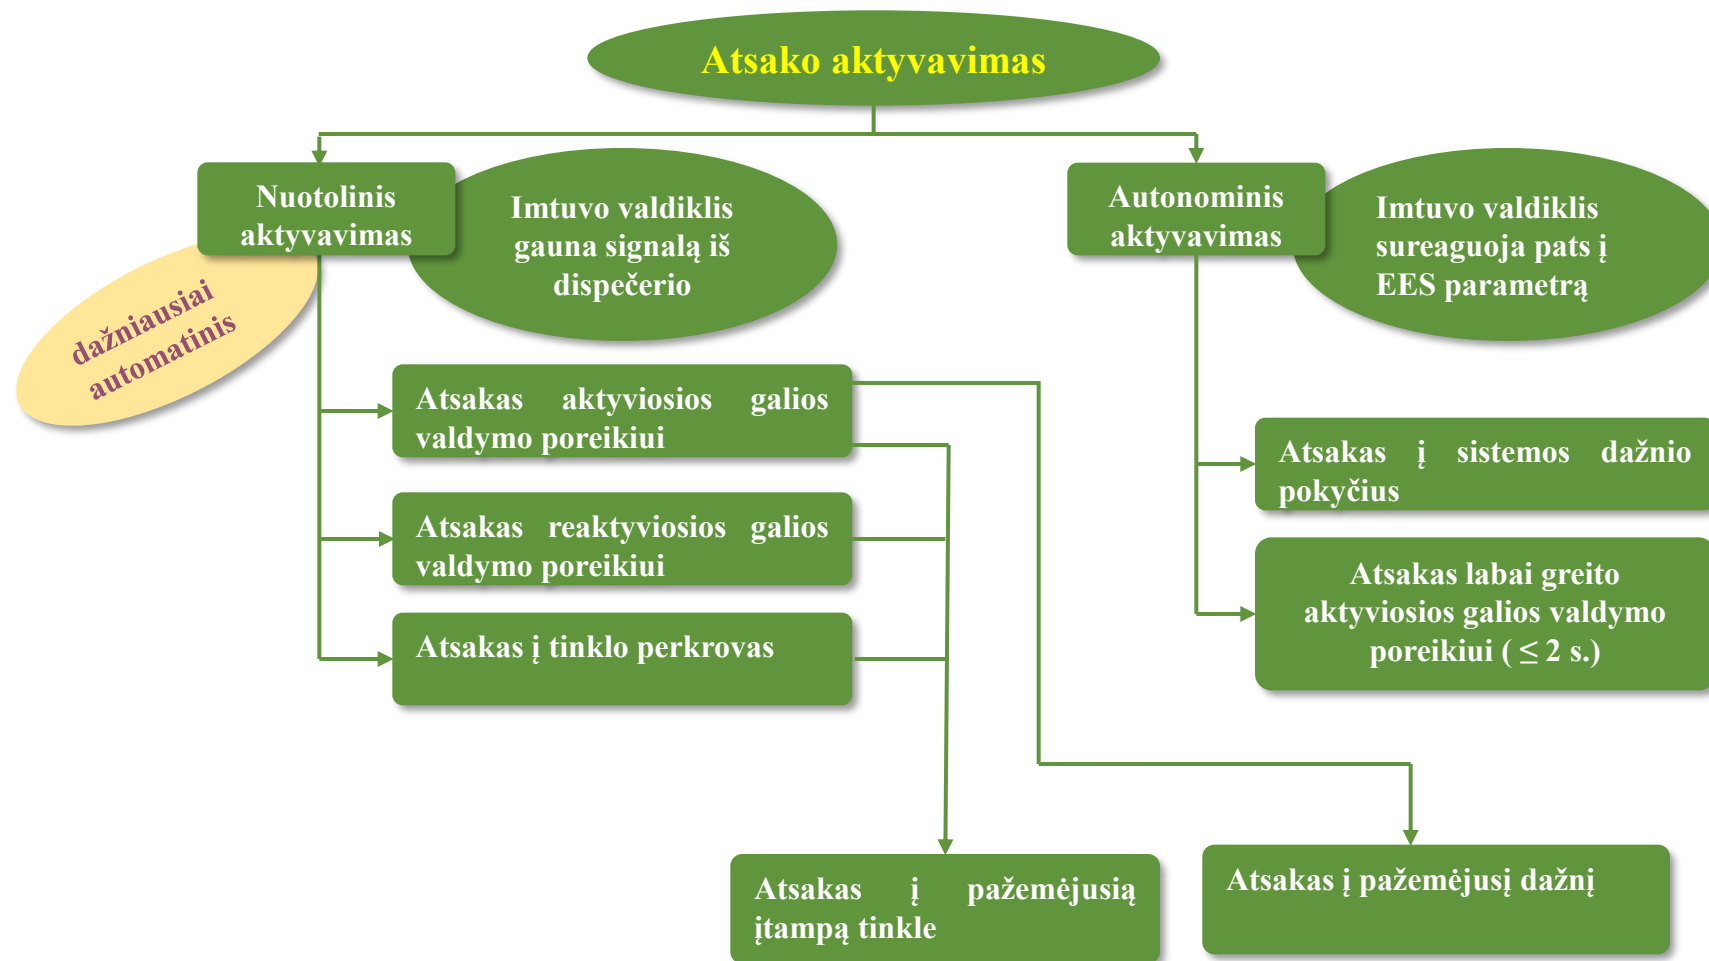 Atsako aktyvavimas
Nuotolinis
aktyvavimas
Imtuvo valdiklis
gauna signalą iš
dispečerio
Autonominis
aktyvavimas
Imtuvo valdiklis
sureaguoja pats į
EES parametrą
dažniausiai
automatinis
Atsakas aktyviosios galios
valdymo poreikiui
Atsakas reaktyviosios galios
valdymo poreikiui
Atsakas į tinklo perkrovas
Atsakas į sistemos dažnio
pokyčius
Atsakas labai greito
aktyviosios galios valdymo
poreikiui ( ≤ 2 s.)
Atsakas į pažemėjusią
įtampą tinkle
Atsakas į pažemėjusį dažnį